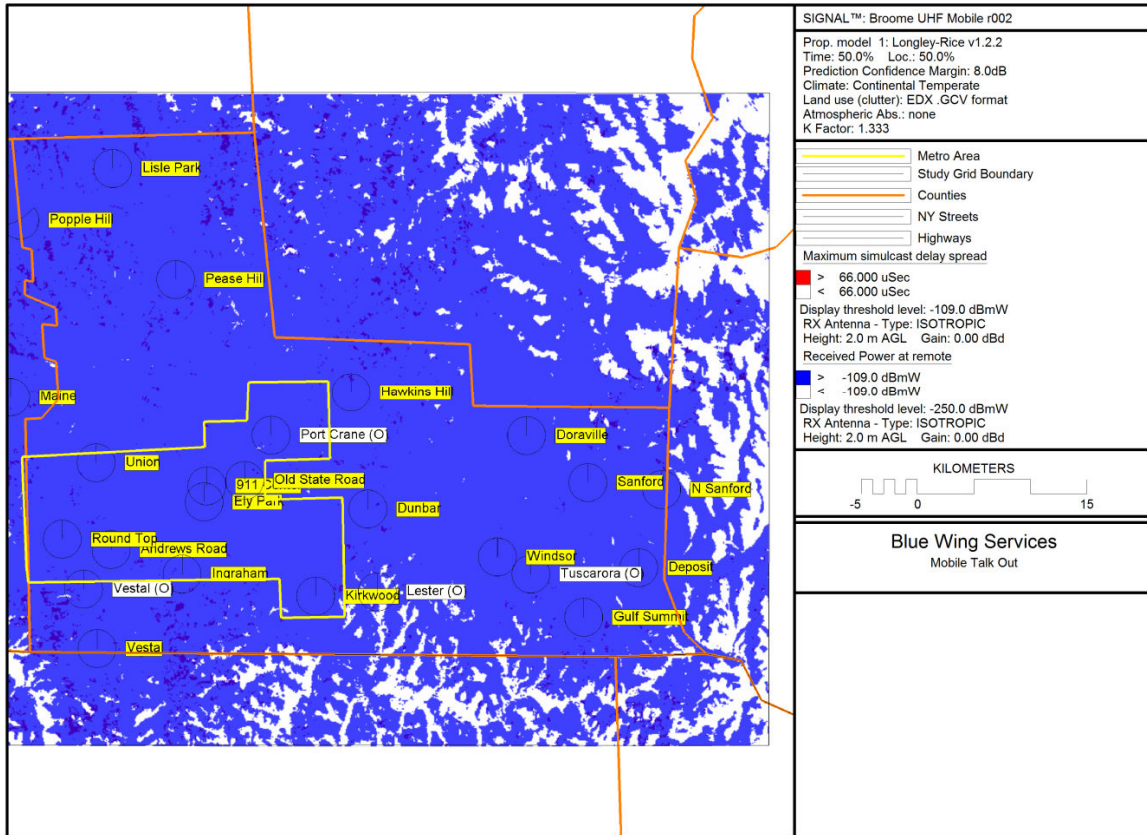 SIGNAL™: Broome UHF Mobile r002
Prop. model 1: Longley-Rice v1.2.2
Time: 50.0% Loc.: 50.0%
Prediction Confidence Margin: 8.0dB
Climate: Continental Temperate
Land use (clutter): EDX .GCV format
Atmospheric Abs.: none
K Factor: 1.333
Metro Area
Study Grid Boundary
Counties
NY Streets
Highways
Maximum simulcast delay spread
> 66.000 uSec
< 66.000 uSec
Display threshold level: -109.0 dBmW
RX Antenna - Type: ISOTROPIC
Height: 2.0 m AGL Gain: 0.00 dBd
Received Power at remote
> -109.0 dBmW
< -109.0 dBmW
Display threshold level: -250.0 dBmW
RX Antenna - Type: ISOTROPIC
Height: 2.0 m AGL Gain: 0.00 dBd
KILOMETERS
-5 0 15
Blue Wing Services
Mobile Talk Out
Lisle Park
Popple Hill
Pease Hill
Maine
Hawkins Hill
Port Crane (O)
Doraville
Union
Old State Road
911
Sanford
N Sanford
Ely Park
Dunbar
Round Top
Andrews Road
Windsor
Ingraham
Tuscarora (O)
Deposit
Vestal (O)
Kirkwood
Lester (O)
Gulf Summit
Vestal